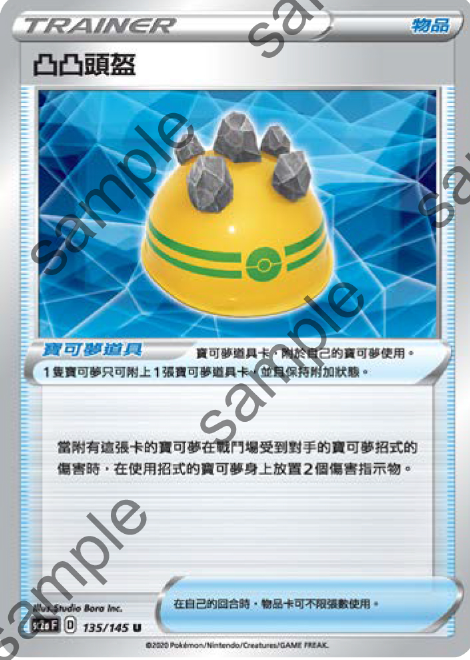 TRAINER
物品
凸凸頭盔
寶可夢道具
寶可夢道具卡,附於自己的寶可夢使用。
1隻寶可夢只可附上1張寶可夢道具卡,並且保持附加狀態。
當附有這張卡的寶可夢在戰鬥場受到對手的寶可夢招式的
傷害時,在使用招式的寶可夢身上放置2個傷害指示物。
Illus. Studio Bora Inc.
在自己的回合時,物品卡可不限張數使用。
sc2a F D 135/145 U
©2020 Pokémon/Nintendo/Creatures/GAME FREAK.
sample
sample
sample
sample
sample